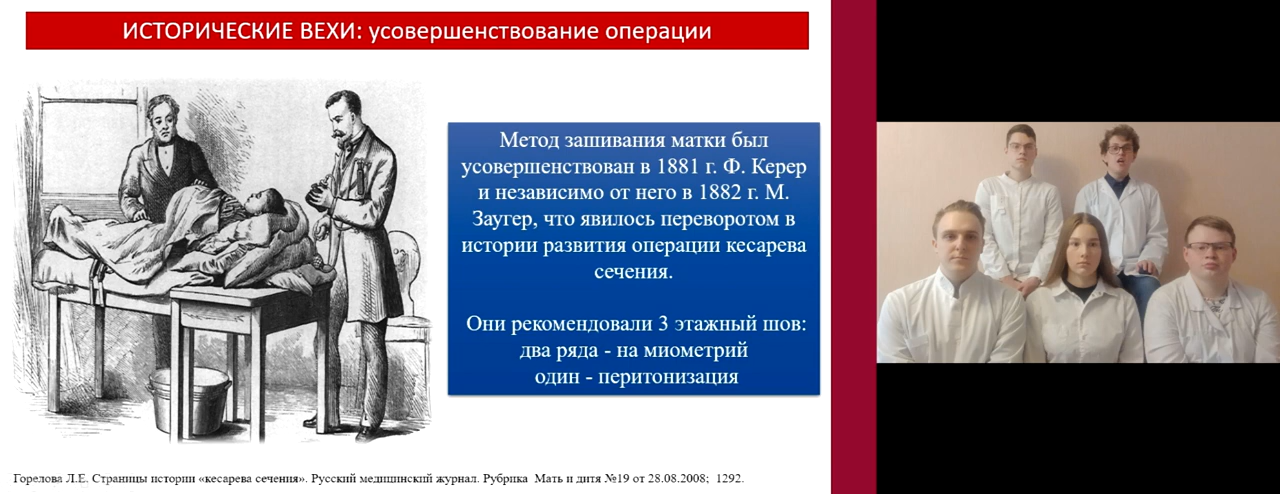 ИСТОРИЧЕСКИЕ ВЕХИ: усовершенствование операции
Метод зашивания матки был
усовершенствован в 1881 г. Ф. Керер
и независимо от него в 1882 г. М.
Заугер, что явилось переворотом в
истории развития операции кесарева
сечения.
Они рекомендовали 3 этажный шов:
два ряда - на миометрий
один - перитонизация
Горелова Л.Е. Страницы истории «кесарева сечения». Русский медицинский журнал. Рубрика Мать и дитя №19 от 28.08.2008; 1292.